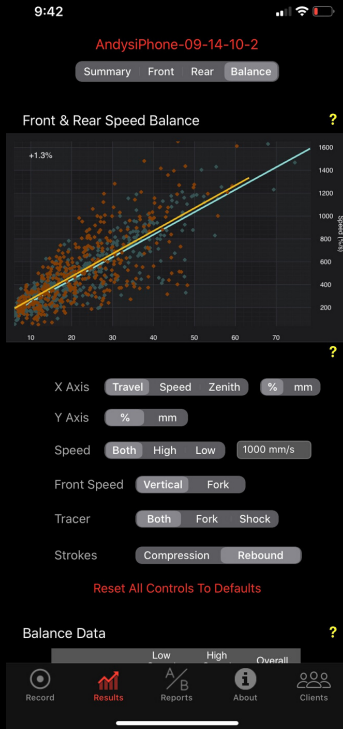 9:42
AndysiPhone-09-14-10-2
Summary Front Rear Balance
Front & Rear Speed Balance ?
+1.3%
1600
1400
1200
1000
800
600
400
200
Speed (%/s)
10 20 30 40 50 60 70
?
X Axis Travel Speed Zenith % mm
Y Axis % mm
Speed Both High Low 1000 mm/s
Front Speed Vertical Fork
Tracer Both Fork Shock
Strokes Compression Rebound
Reset All Controls To Defaults
Balance Data ?
Low High Overall
A/B
Record Results Reports About Clients